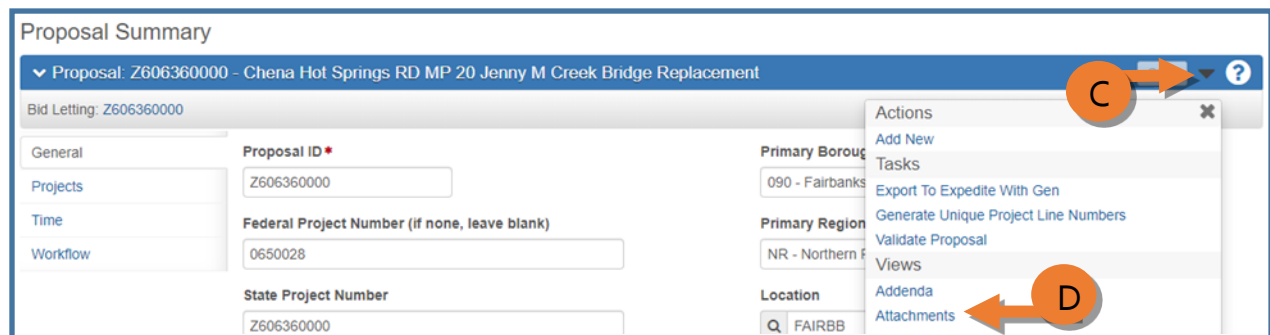 Proposal Summary
Proposal: Z606360000 - Chena Hot Springs RD MP 20 Jenny M Creek Bridge Replacement
?
C
Bid Letting: Z606360000
General
Projects
Time
Workflow
Proposal ID*
Z606360000
Federal Project Number (if none, leave blank)
0650028
State Project Number
Z606360000
Primary
090 - Fairbanks
Primary Region
NR - Northern
Location
FAIRBB
Actions
Add New
Tasks
Export To Expedite With Gen
Generate Unique Project Line Numbers
Validate Proposal
Views
Addenda
Attachments
D